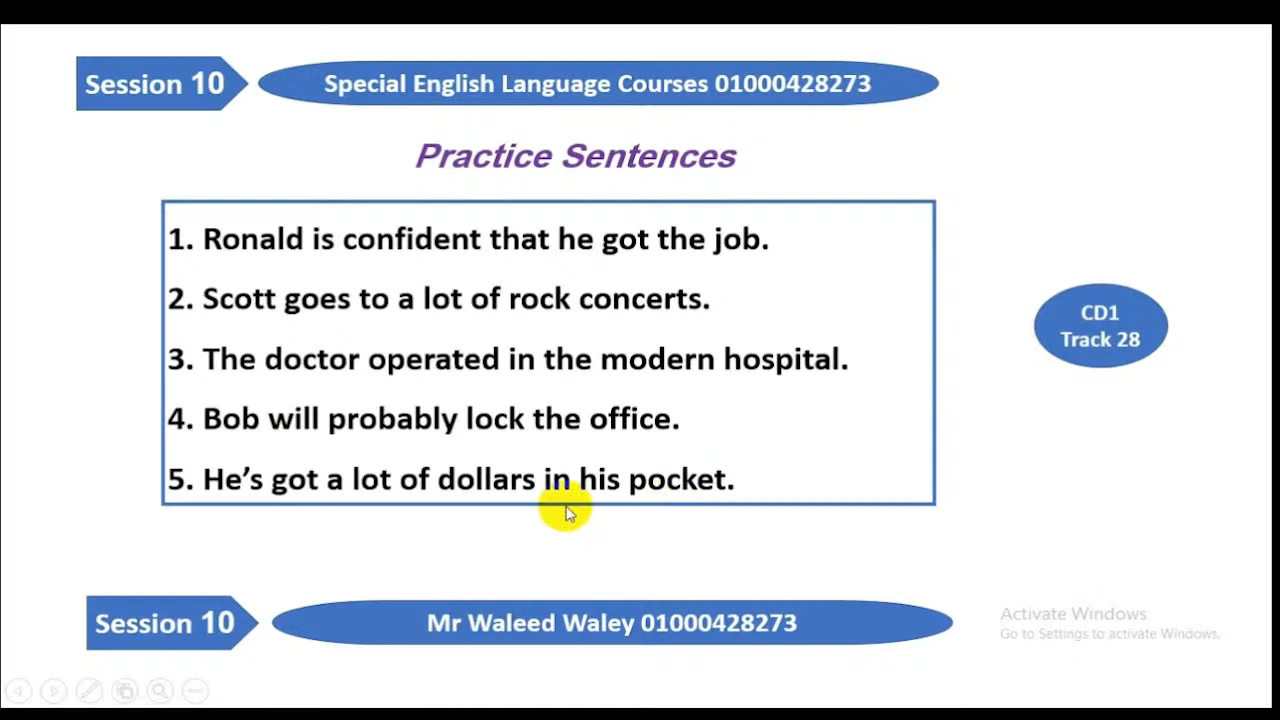 Session 10
Special English Language Courses 01000428273
Practice Sentences
1. Ronald is confident that he got the job.
2. Scott goes to a lot of rock concerts.
3. The doctor operated in the modern hospital.
4. Bob will probably lock the office.
5. He’s got a lot of dollars in his pocket.
CD1
Track 28
Session 10
Mr Waleed Waley 01000428273
Activate Windows
Go to Settings to activate Windows.